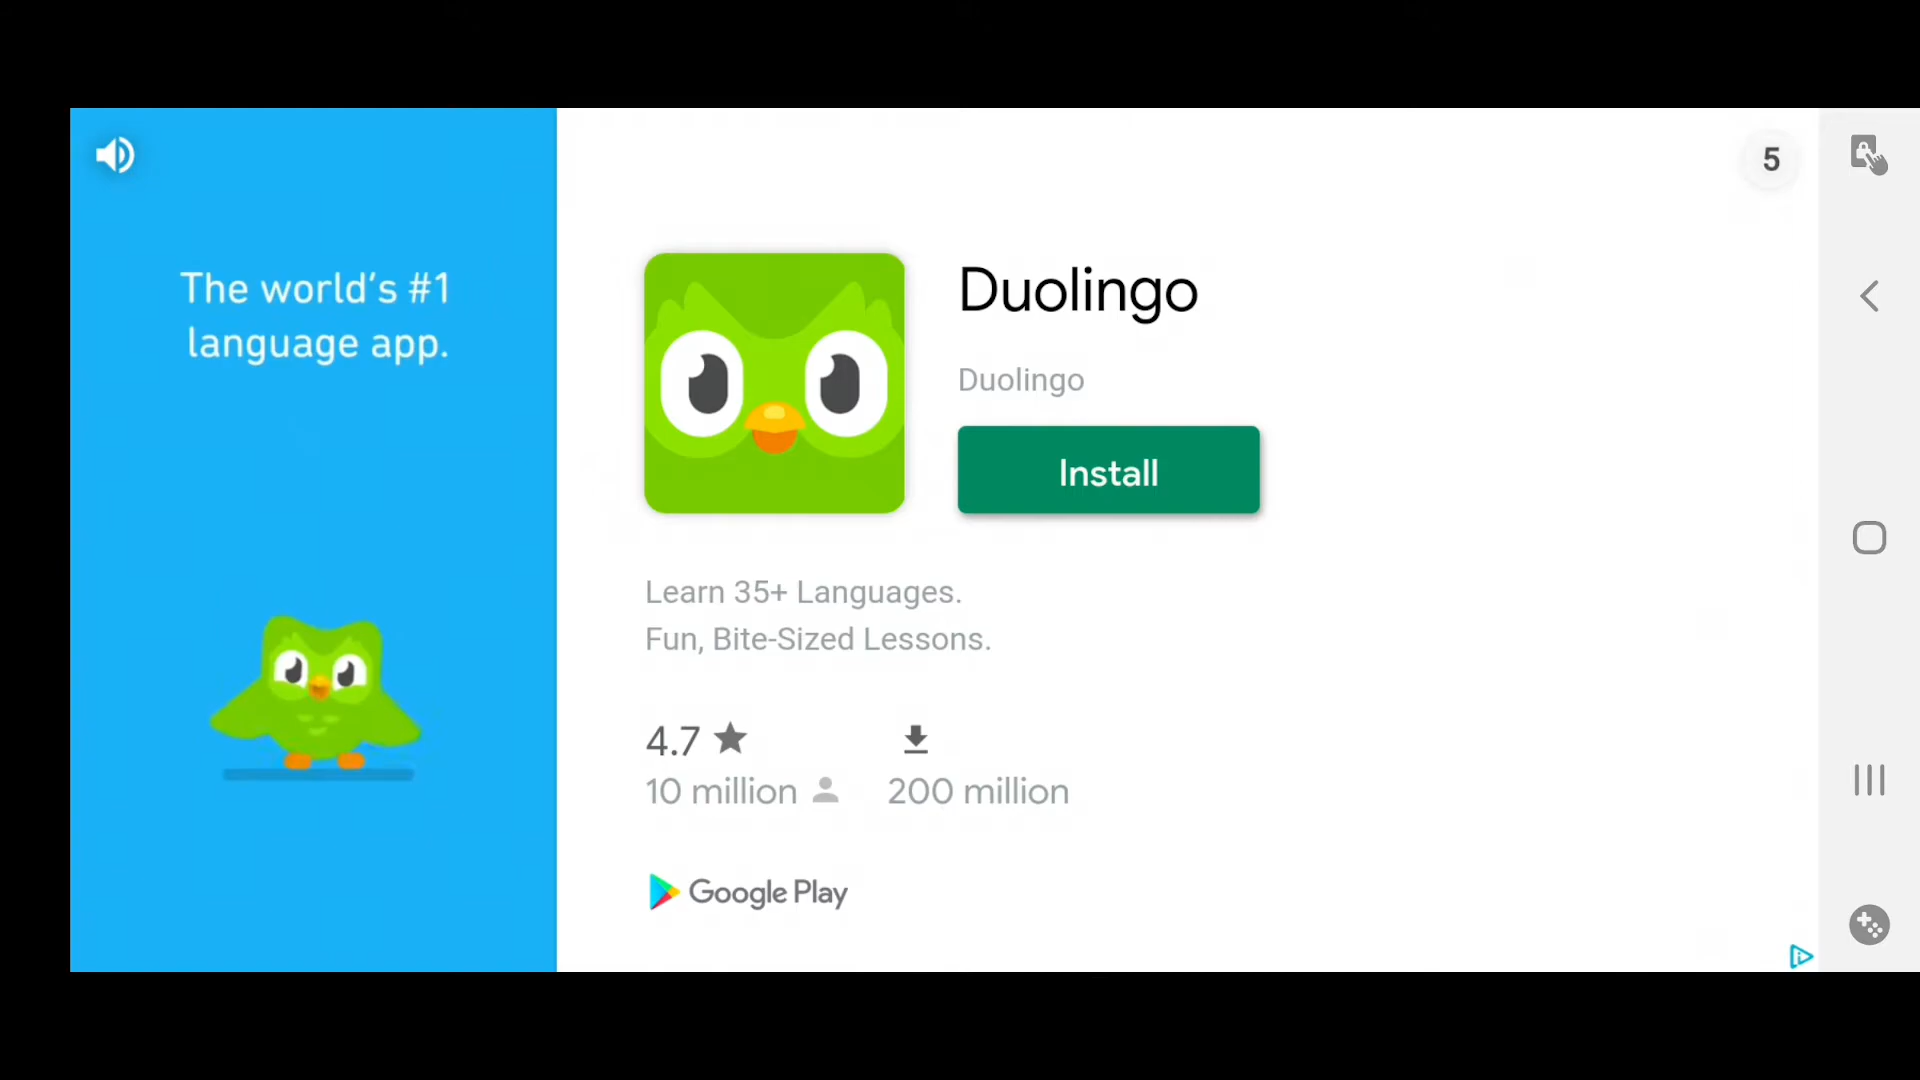 The world's #1
language app.
5
Duolingo
Duolingo
Install
Learn 35+ Languages.
Fun, Bite-Sized Lessons.
4.7
10 million
200 million
Google Play